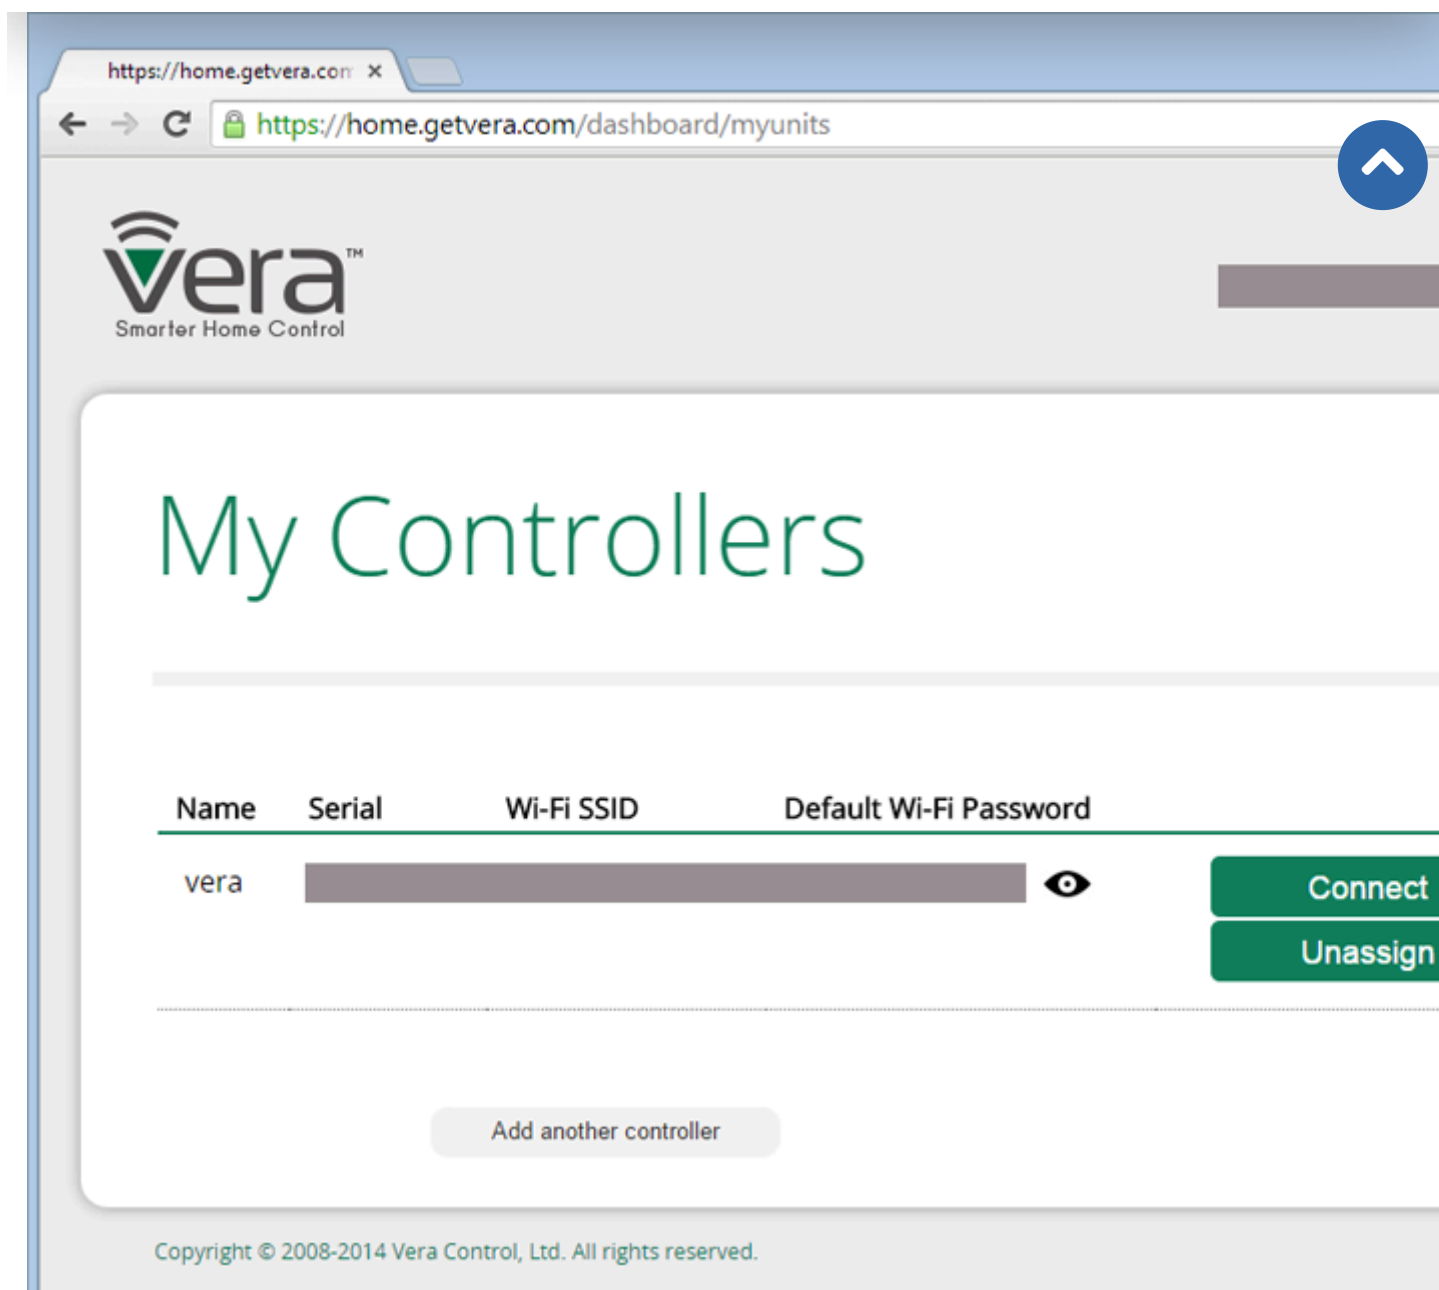 https://home.getvera.com
https://home.getvera.com/dashboard/myunits
vera™
Smarter Home Control
My Controllers
Name Serial Wi-Fi SSID Default Wi-Fi Password
vera
Connect
Unassign
Add another controller
Copyright © 2008-2014 Vera Control, Ltd. All rights reserved.